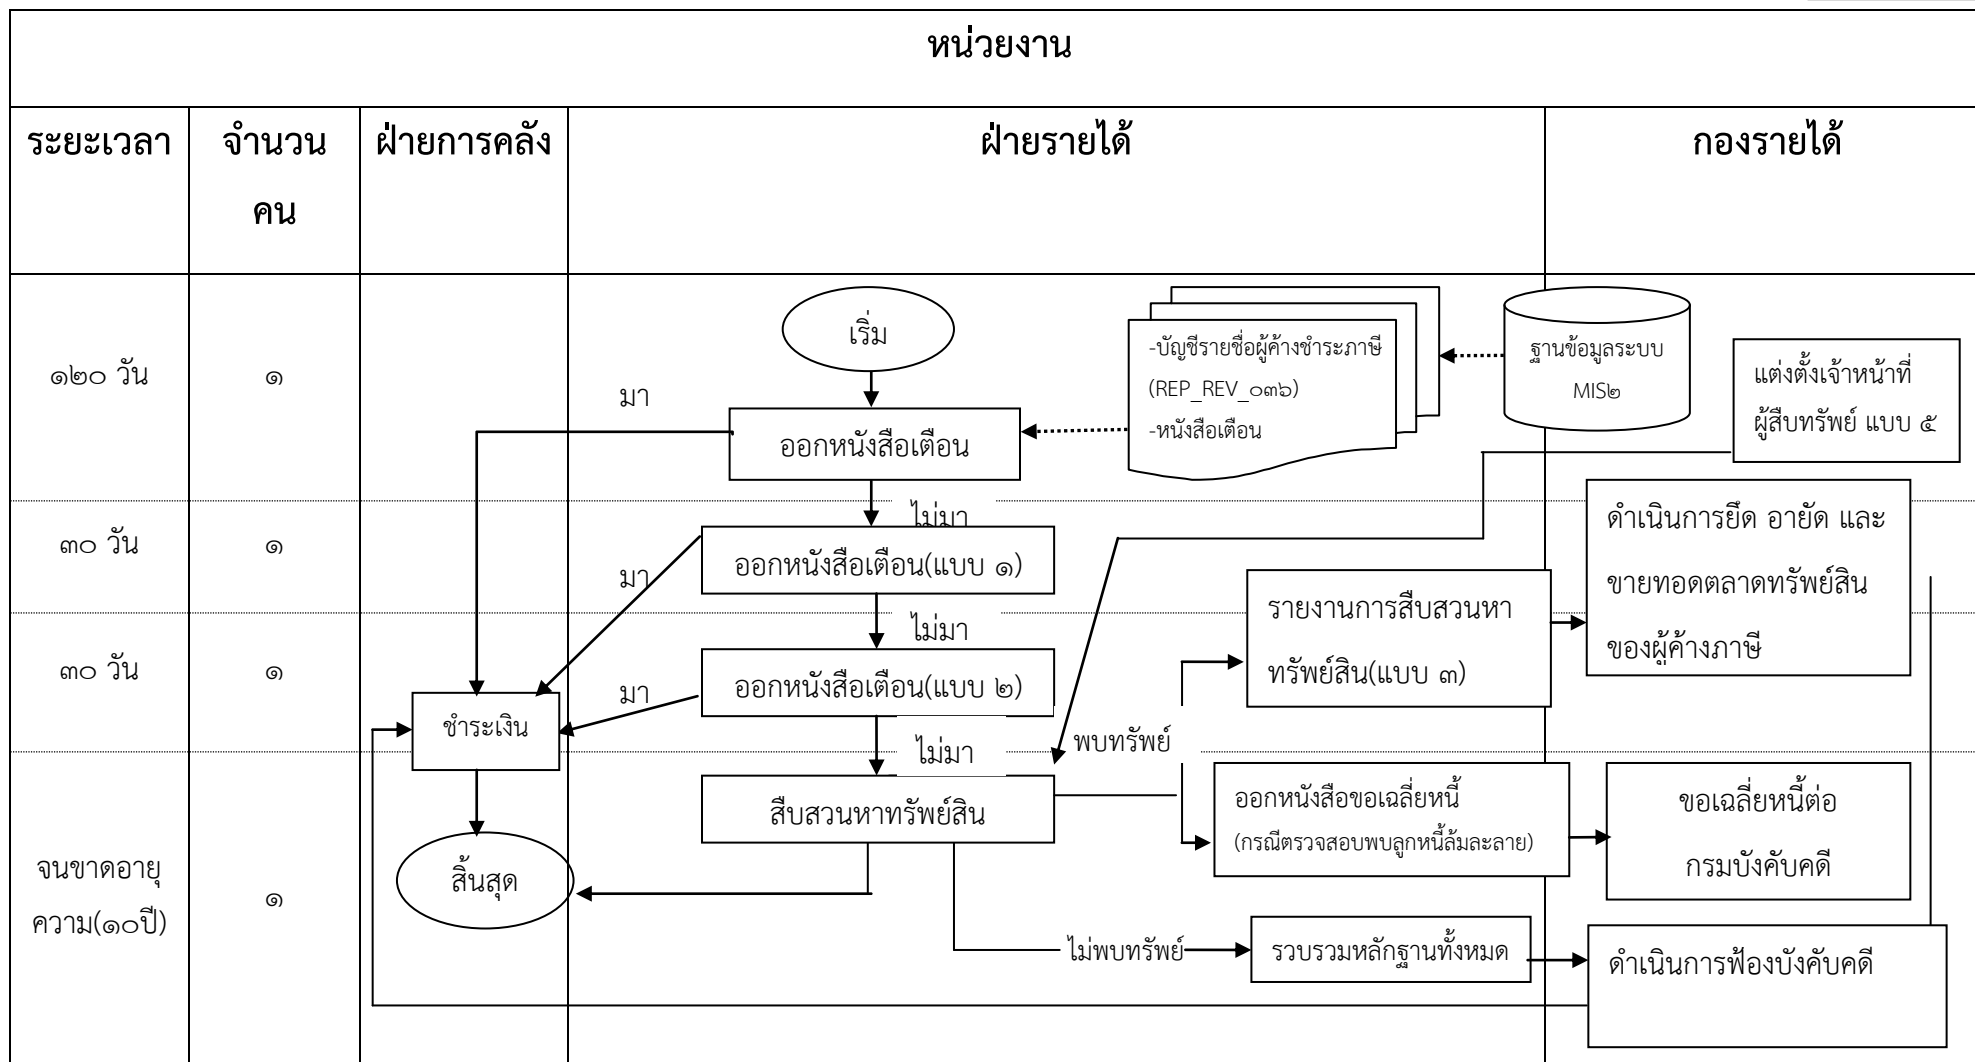 หน่วยงาน
ระยะเวลา
จำนวน
คน
ฝ่ายการคลัง
ฝ่ายรายได้
กองรายได้
๑๒๐ วัน
๑
มา
เริ่ม
ออกหนังสือเตือน
-บัญชีรายชื่อผู้ค้างชำระภาษี
(REP_REV_๐๓๖)
-หนังสือเตือน
ฐานข้อมูลระบบ
MIS๒
แต่งตั้งเจ้าหน้าที่
ผู้สืบทรัพย์ แบบ ๕
๓๐ วัน
๑
มา
ไม่มา
ออกหนังสือเตือน(แบบ ๑)
ไม่มา
รายงานการสืบสวนหา
ทรัพย์สิน(แบบ ๓)
ดำเนินการยึด อายัด และ
ขายทอดตลาดทรัพย์สิน
ของผู้ค้างภาษี
๓๐ วัน
๑
มา
ออกหนังสือเตือน(แบบ ๒)
ชำระเงิน
ไม่มา
พบทรัพย์
จนขาดอายุ
ความ(๑๐ปี)
๑
สืบสวนหาทรัพย์สิน
ออกหนังสือขอเฉลี่ยหนี้
(กรณีตรวจสอบพบลูกหนี้ล้มละลาย)
ขอเฉลี่ยหนี้ต่อ
กรมบังคับคดี
สิ้นสุด
ไม่พบทรัพย์
รวบรวมหลักฐานทั้งหมด
ดำเนินการฟ้องบังคับคดี